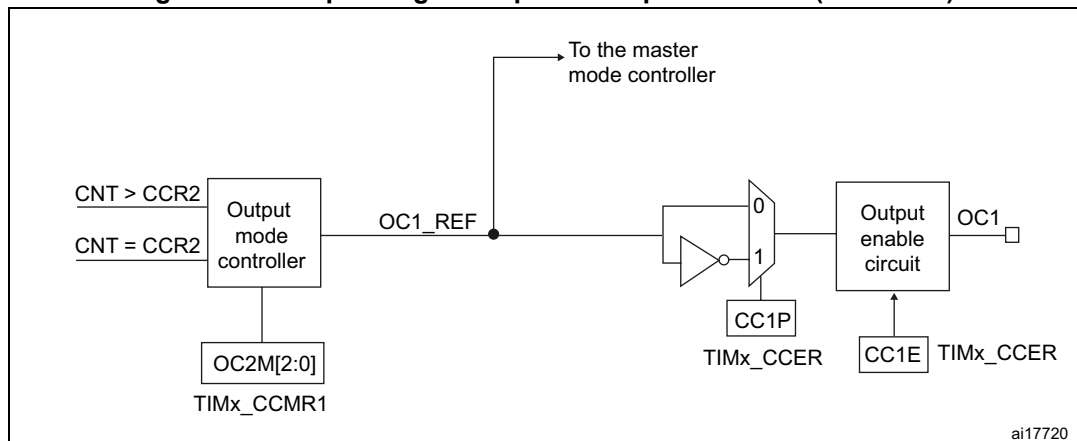 To the master
mode controller
CNT > CCR2
CNT = CCR2
Output
mode
controller
OC1_REF
0
1
Output
enable
circuit
OC1
CC1P
TIMx_CCER
CC1E
TIMx_CCER
OC2M[2:0]
TIMx_CCMR1
ai17720